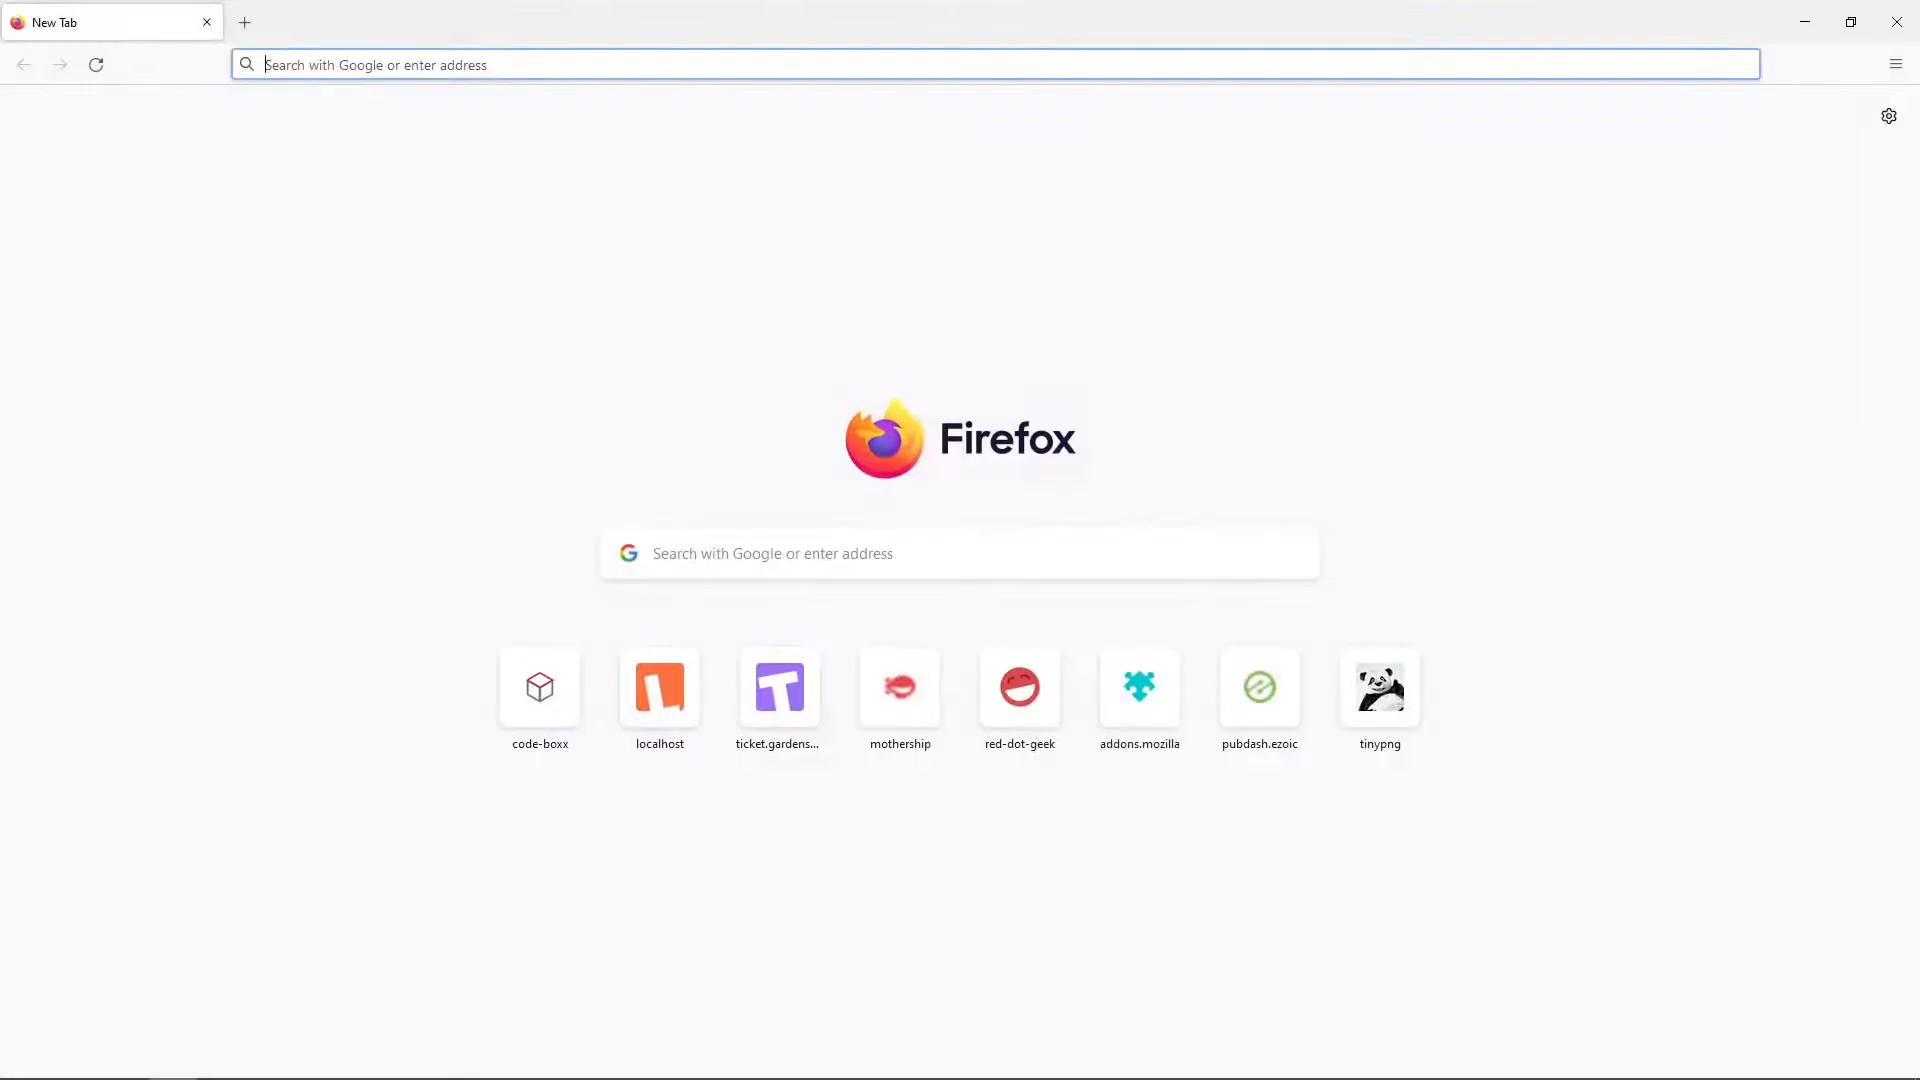 New Tab
Search with Google or enter address
Firefox
Search with Google or enter address
code-boxx
localhost
ticket.gardens...
mothership
red-dot-geek
addons.mozilla
pubdash.ezoic
tinypng